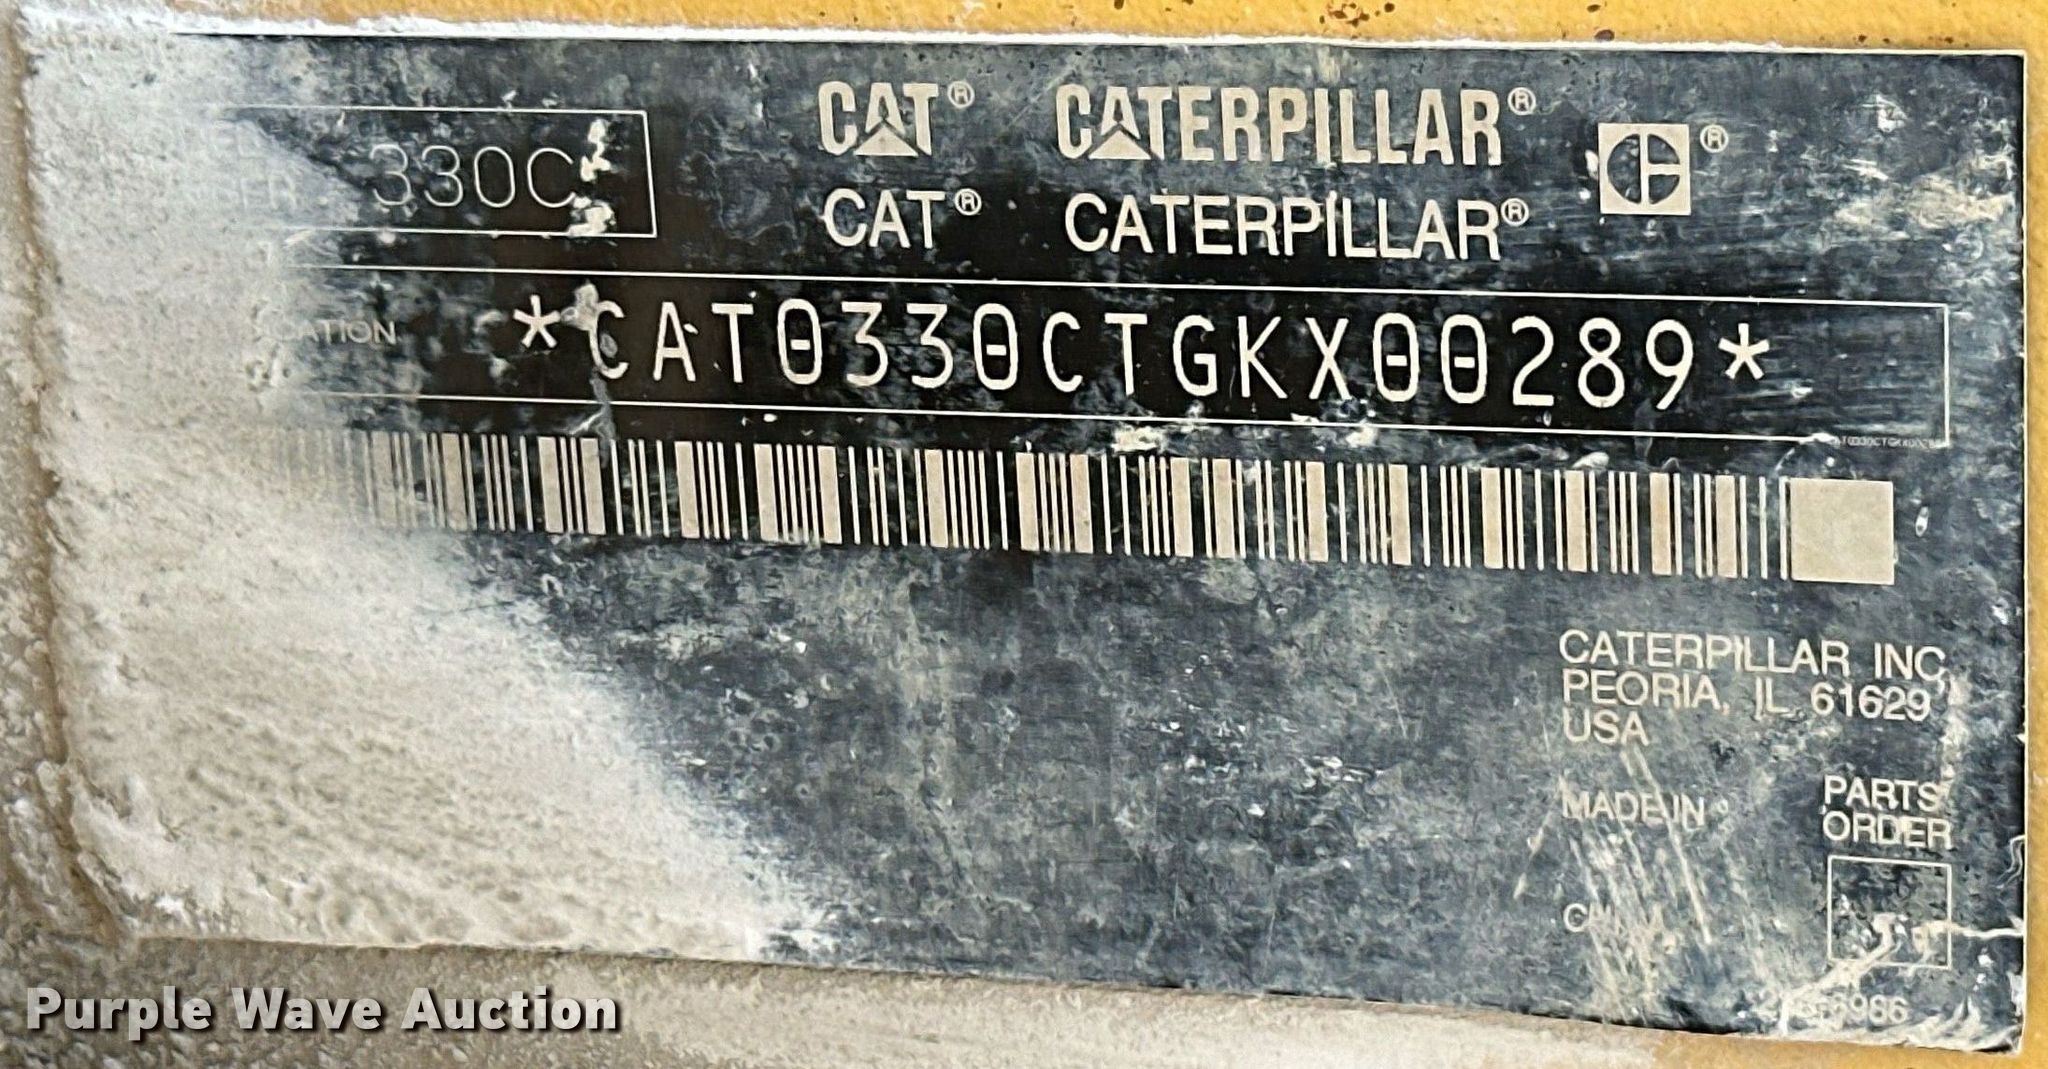 CAT® CATERPILLAR®
330C
CAT® CATERPILLAR®
*CAT0330CTGKX00289*
CATERPILLAR INC,
PEORIA, IL 61629
USA
MADE IN
PARTS
ORDER
Purple Wave Auction